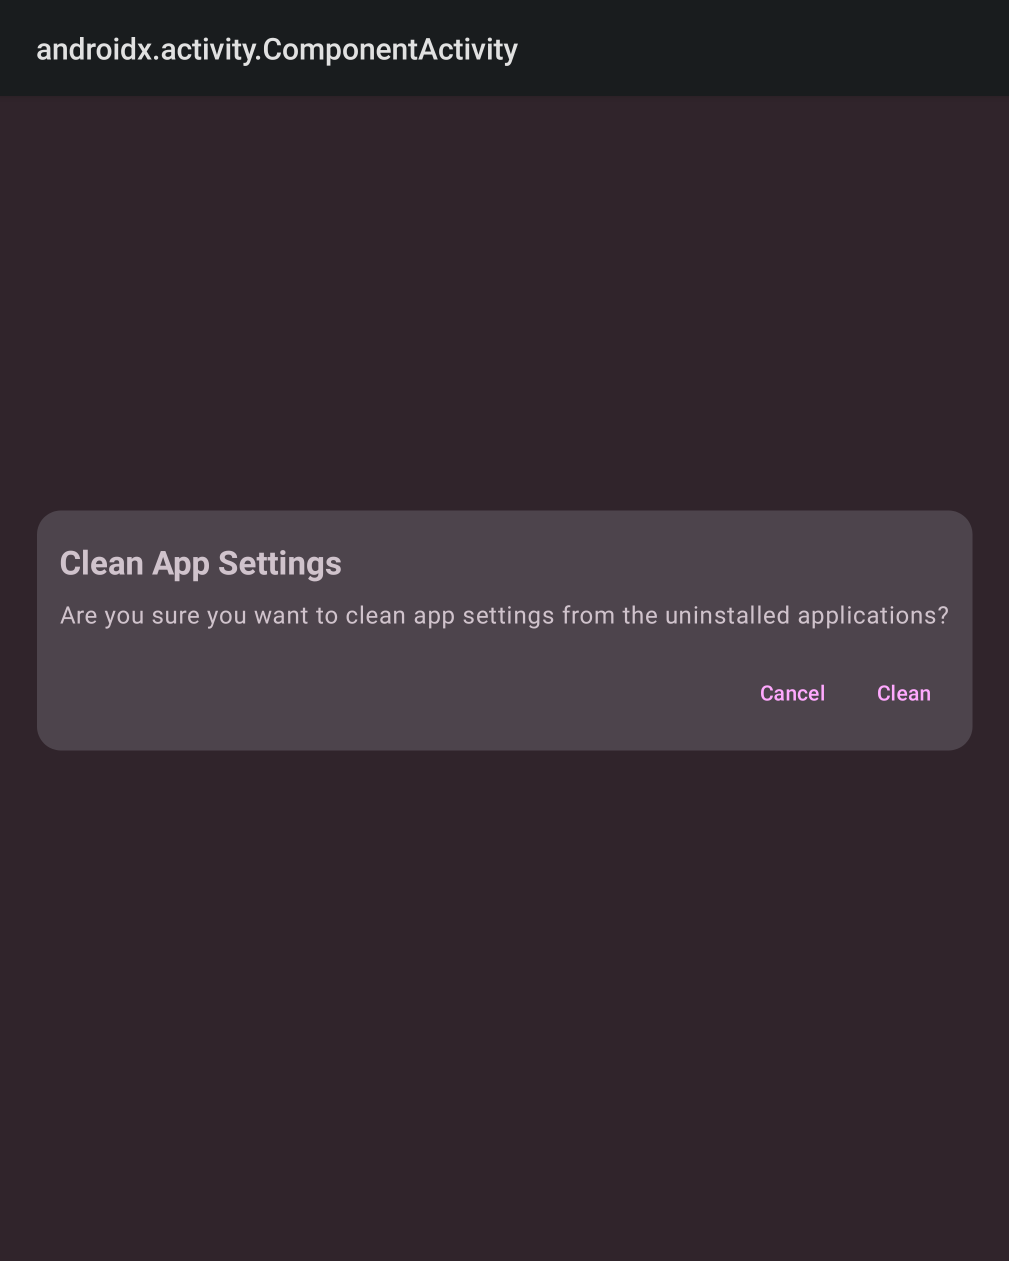 androidx.activity.ComponentActivity
Clean App Settings
Are you sure you want to clean app settings from the uninstalled applications?
Cancel Clean